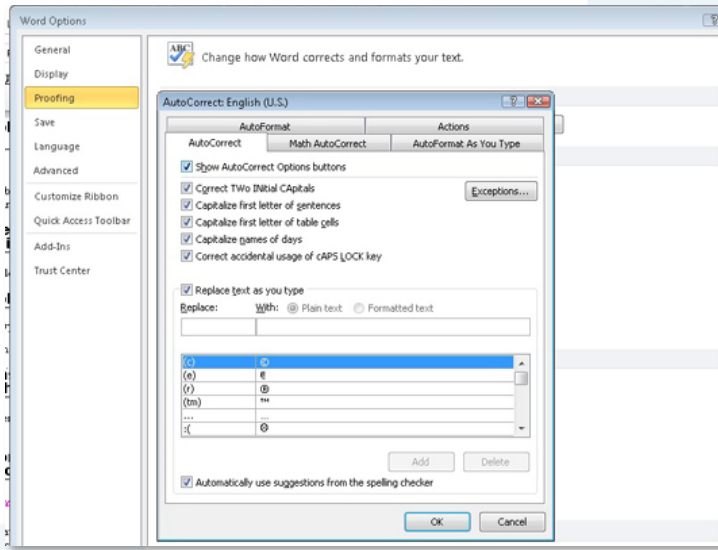 Word Options
General
Display
Proofing
Save
Language
Advanced
Customize Ribbon
Quick Access Toolbar
Add-Ins
Trust Center
ABC
Change how Word corrects and formats your text.
AutoCorrect: English (U.S.)
AutoFormat Actions
AutoCorrect Math AutoCorrect AutoFormat As You Type
Show AutoCorrect Options buttons
Correct TWo INitial CApitals
Exceptions...
Capitalize first letter of sentences
Capitalize first letter of table cells
Capitalize names of days
Correct accidental usage of cAPS LOCK key
Replace text as you type
Replace: With: Plain text Formatted text
(c) ©
(e) €
(r) ®
(tm) ™
... ...
:( ☹
Add Delete
Automatically use suggestions from the spelling checker
OK Cancel